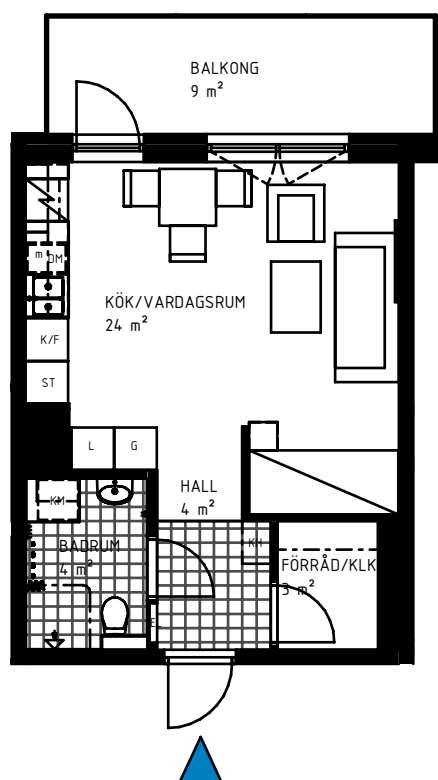 BALKONG
9 m²
m
DM
KÖK/VARDAGSRUM
24 m²
K/F
ST
L
G
HALL
4 m²
KM
BADRUM
4 m²
KH
FÖRRÅD/KLK
3 m²